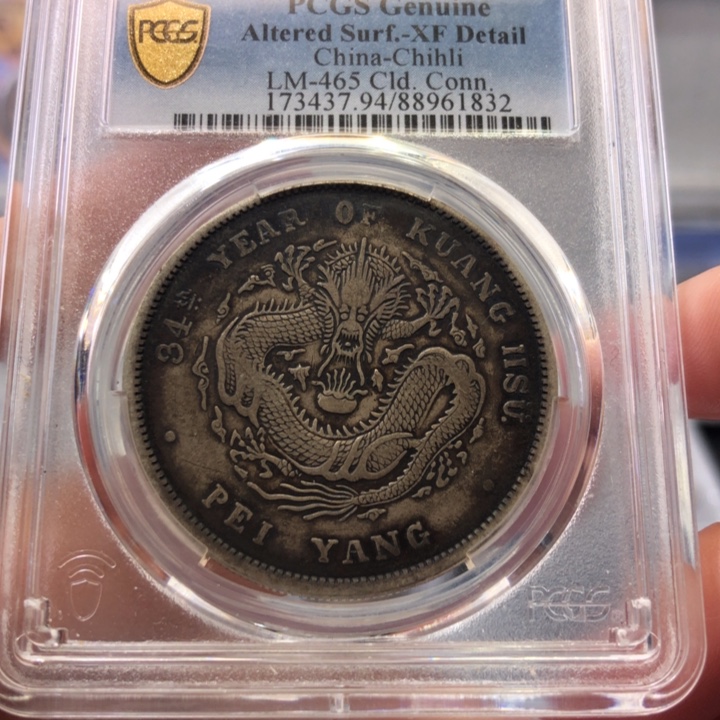 PCGS
PCGS Genuine
Altered Surf.-XF Detail
China-Chihli
LM-465 Cld. Conn.
173437.94/88961832
34TH YEAR OF KUANG HSU
PEI YANG
PCGS